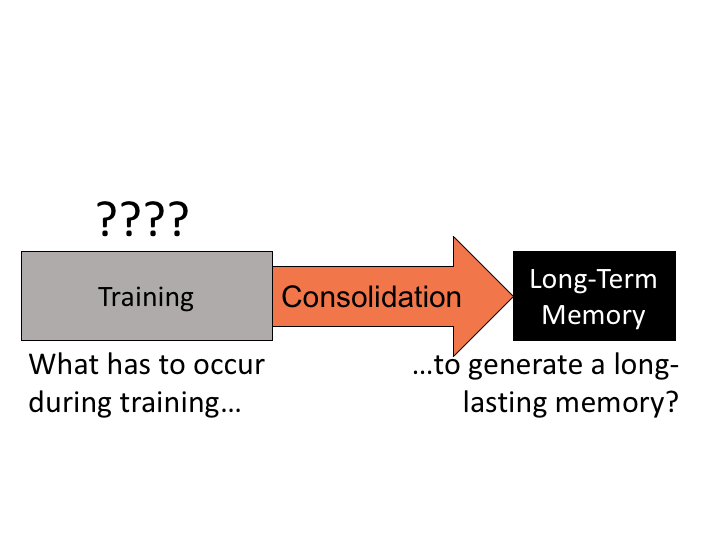 ????
Training
Consolidation
Long-Term
Memory
What has to occur
during training…
…to generate a long-
lasting memory?